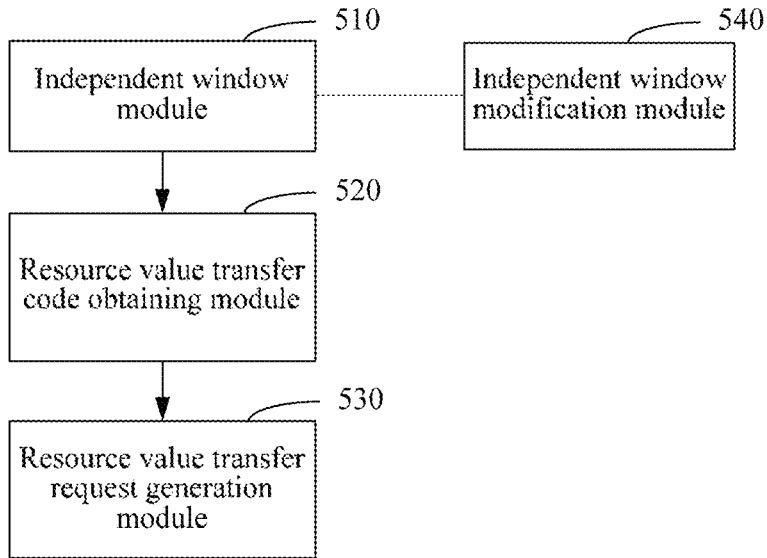 510
Independent window
module
540
Independent window
modification module
520
Resource value transfer
code obtaining module
530
Resource value transfer
request generation
module